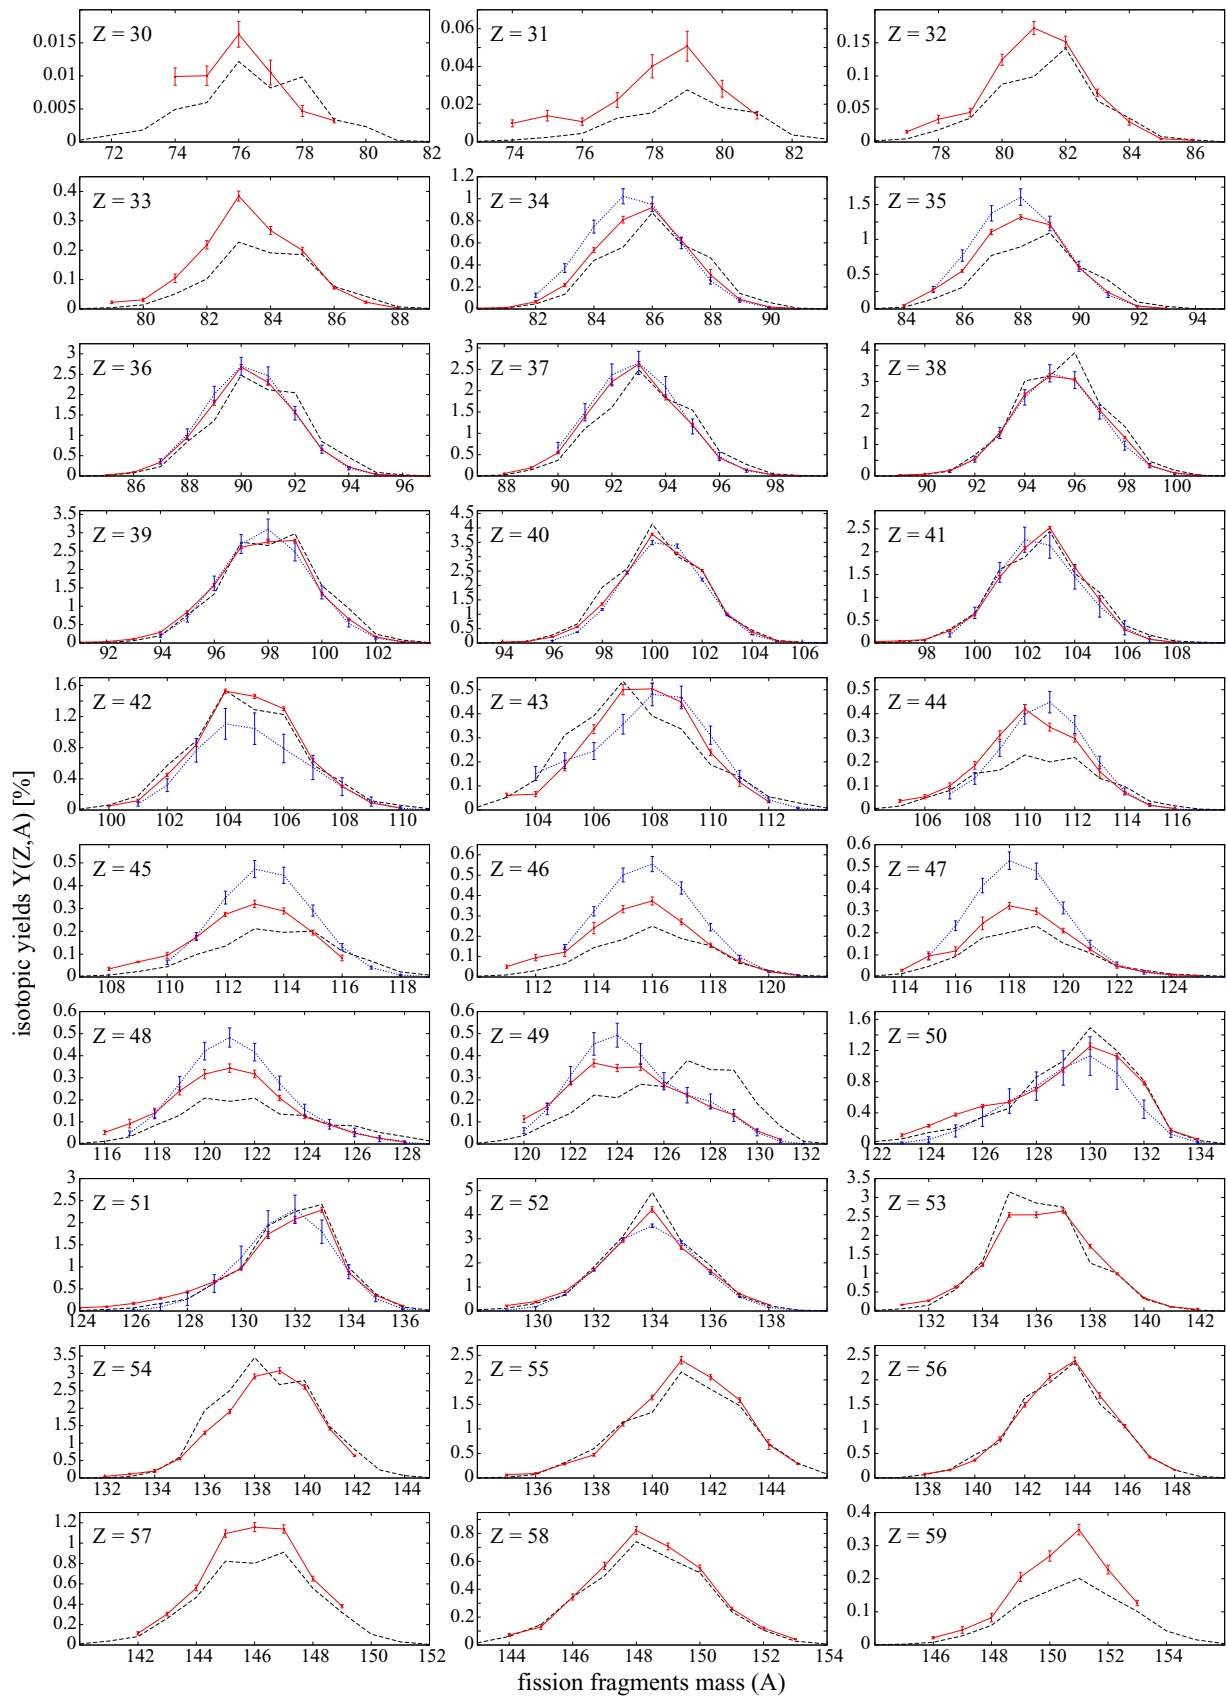 Z = 30
0.015
0.01
0.005
0
72 74 76 78 80 82
Z = 31
0.06
0.04
0.02
0
74 76 78 80 82
Z = 32
0.15
0.1
0.05
0
78 80 82 84 86
Z = 33
0.4
0.3
0.2
0.1
0
80 82 84 86 88
Z = 34
1.2
1
0.8
0.6
0.4
0.2
0
82 84 86 88 90
Z = 35
1.5
1
0.5
0
84 86 88 90 92 94
Z = 36
3
2.5
2
1.5
1
0.5
0
86 88 90 92 94 96
Z = 37
3
2.5
2
1.5
1
0.5
0
88 90 92 94 96 98
Z = 38
4
3
2
1
0
90 92 94 96 98 100
Z = 39
3.5
3
2.5
2
1.5
1
0.5
0
92 94 96 98 100 102
Z = 40
4.5
4
3.5
3
2.5
2
1.5
1
0.5
0
94 96 98 100 102 104 106
Z = 41
2.5
2
1.5
1
0.5
0
98 100 102 104 106 108
Z = 42
1.6
1.2
0.8
0.4
0
100 102 104 106 108 110
Z = 43
0.5
0.4
0.3
0.2
0.1
0
104 106 108 110 112
Z = 44
0.5
0.4
0.3
0.2
0.1
0
106 108 110 112 114 116
Z = 45
0.5
0.4
0.3
0.2
0.1
0
108 110 112 114 116 118
Z = 46
0.6
0.5
0.4
0.3
0.2
0.1
0
112 114 116 118 120
Z = 47
0.6
0.5
0.4
0.3
0.2
0.1
0
114 116 118 120 122 124
Z = 48
0.6
0.5
0.4
0.3
0.2
0.1
0
116 118 120 122 124 126 128
Z = 49
0.6
0.5
0.4
0.3
0.2
0.1
0
120 122 124 126 128 130 132
Z = 50
1.6
1.2
0.8
0.4
0
122 124 126 128 130 132 134
Z = 51
3
2.5
2
1.5
1
0.5
0
124 126 128 130 132 134 136
Z = 52
5
4
3
2
1
0
130 132 134 136 138
Z = 53
3.5
3
2.5
2
1.5
1
0.5
0
132 134 136 138 140 142
Z = 54
3.5
3
2.5
2
1.5
1
0.5
0
132 134 136 138 140 142 144
Z = 55
2.5
2
1.5
1
0.5
0
136 138 140 142 144
Z = 56
2.5
2
1.5
1
0.5
0
138 140 142 144 146 148
Z = 57
1.2
1
0.8
0.6
0.4
0.2
0
142 144 146 148 150 152
Z = 58
0.8
0.6
0.4
0.2
0
144 146 148 150 152 154
Z = 59
0.4
0.3
0.2
0.1
0
146 148 150 152 154
isotopic yields Y(Z,A) [%]
fission fragments mass (A)